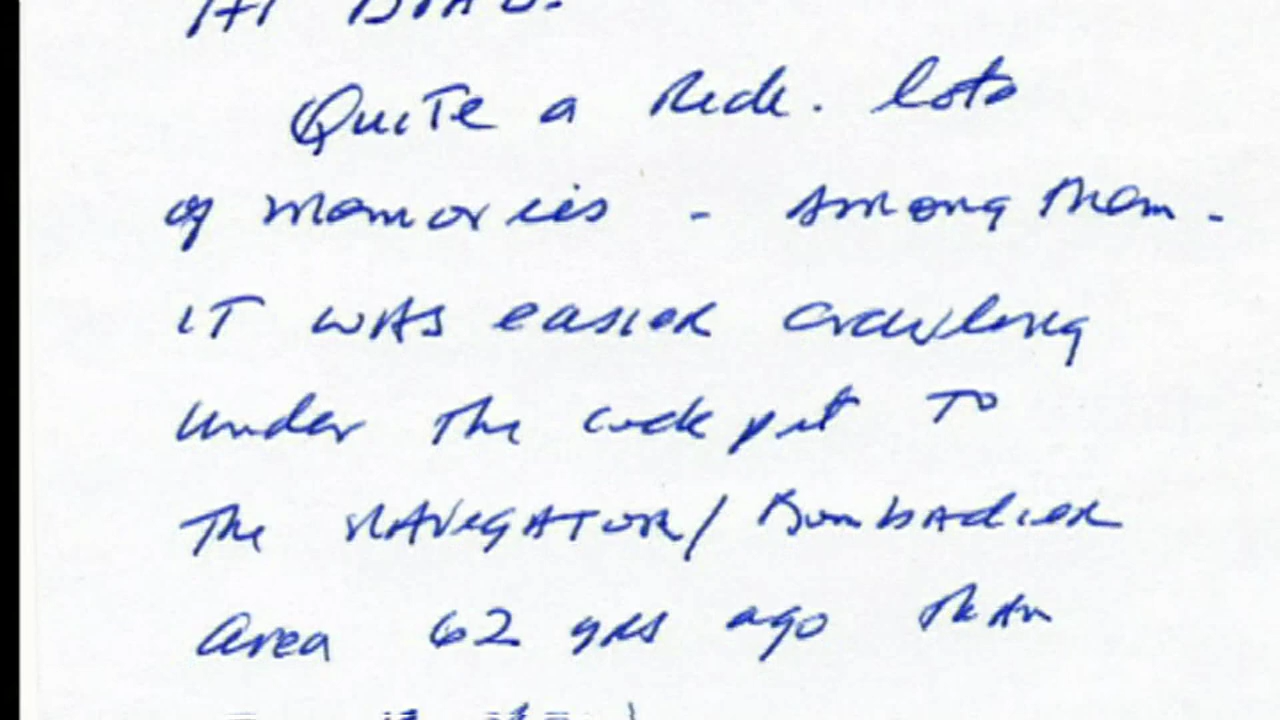 Quite a Ride. lots
of memories - Among them -
IT WAS easier crawling
under the cockpit To
The NAVIGATOR/Bombadier
area 62 yrs ago than